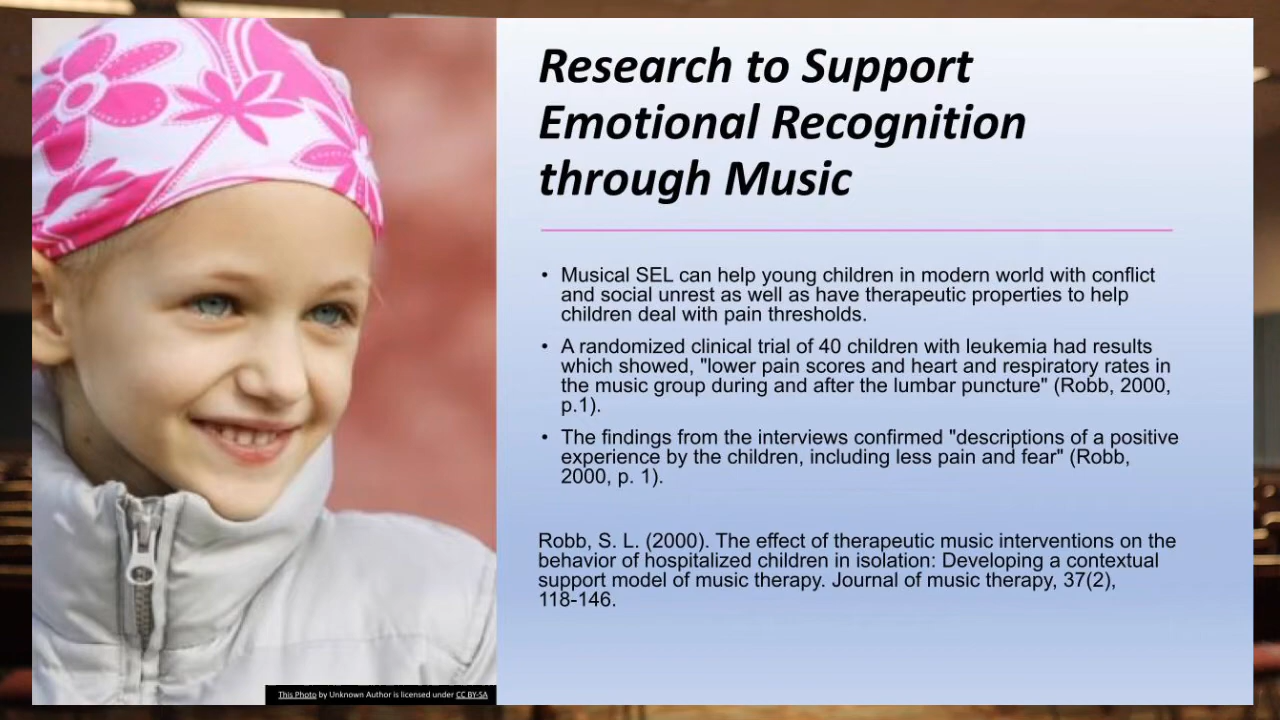 Research to Support
Emotional Recognition
through Music
• Musical SEL can help young children in modern world with conflict
and social unrest as well as have therapeutic properties to help
children deal with pain thresholds.
• A randomized clinical trial of 40 children with leukemia had results
which showed, "lower pain scores and heart and respiratory rates in
the music group during and after the lumbar puncture" (Robb, 2000,
p.1).
• The findings from the interviews confirmed "descriptions of a positive
experience by the children, including less pain and fear" (Robb,
2000, p. 1).
Robb, S. L. (2000). The effect of therapeutic music interventions on the
behavior of hospitalized children in isolation: Developing a contextual
support model of music therapy. Journal of music therapy, 37(2),
118-146.
This Photo by Unknown Author is licensed under CC BY-SA